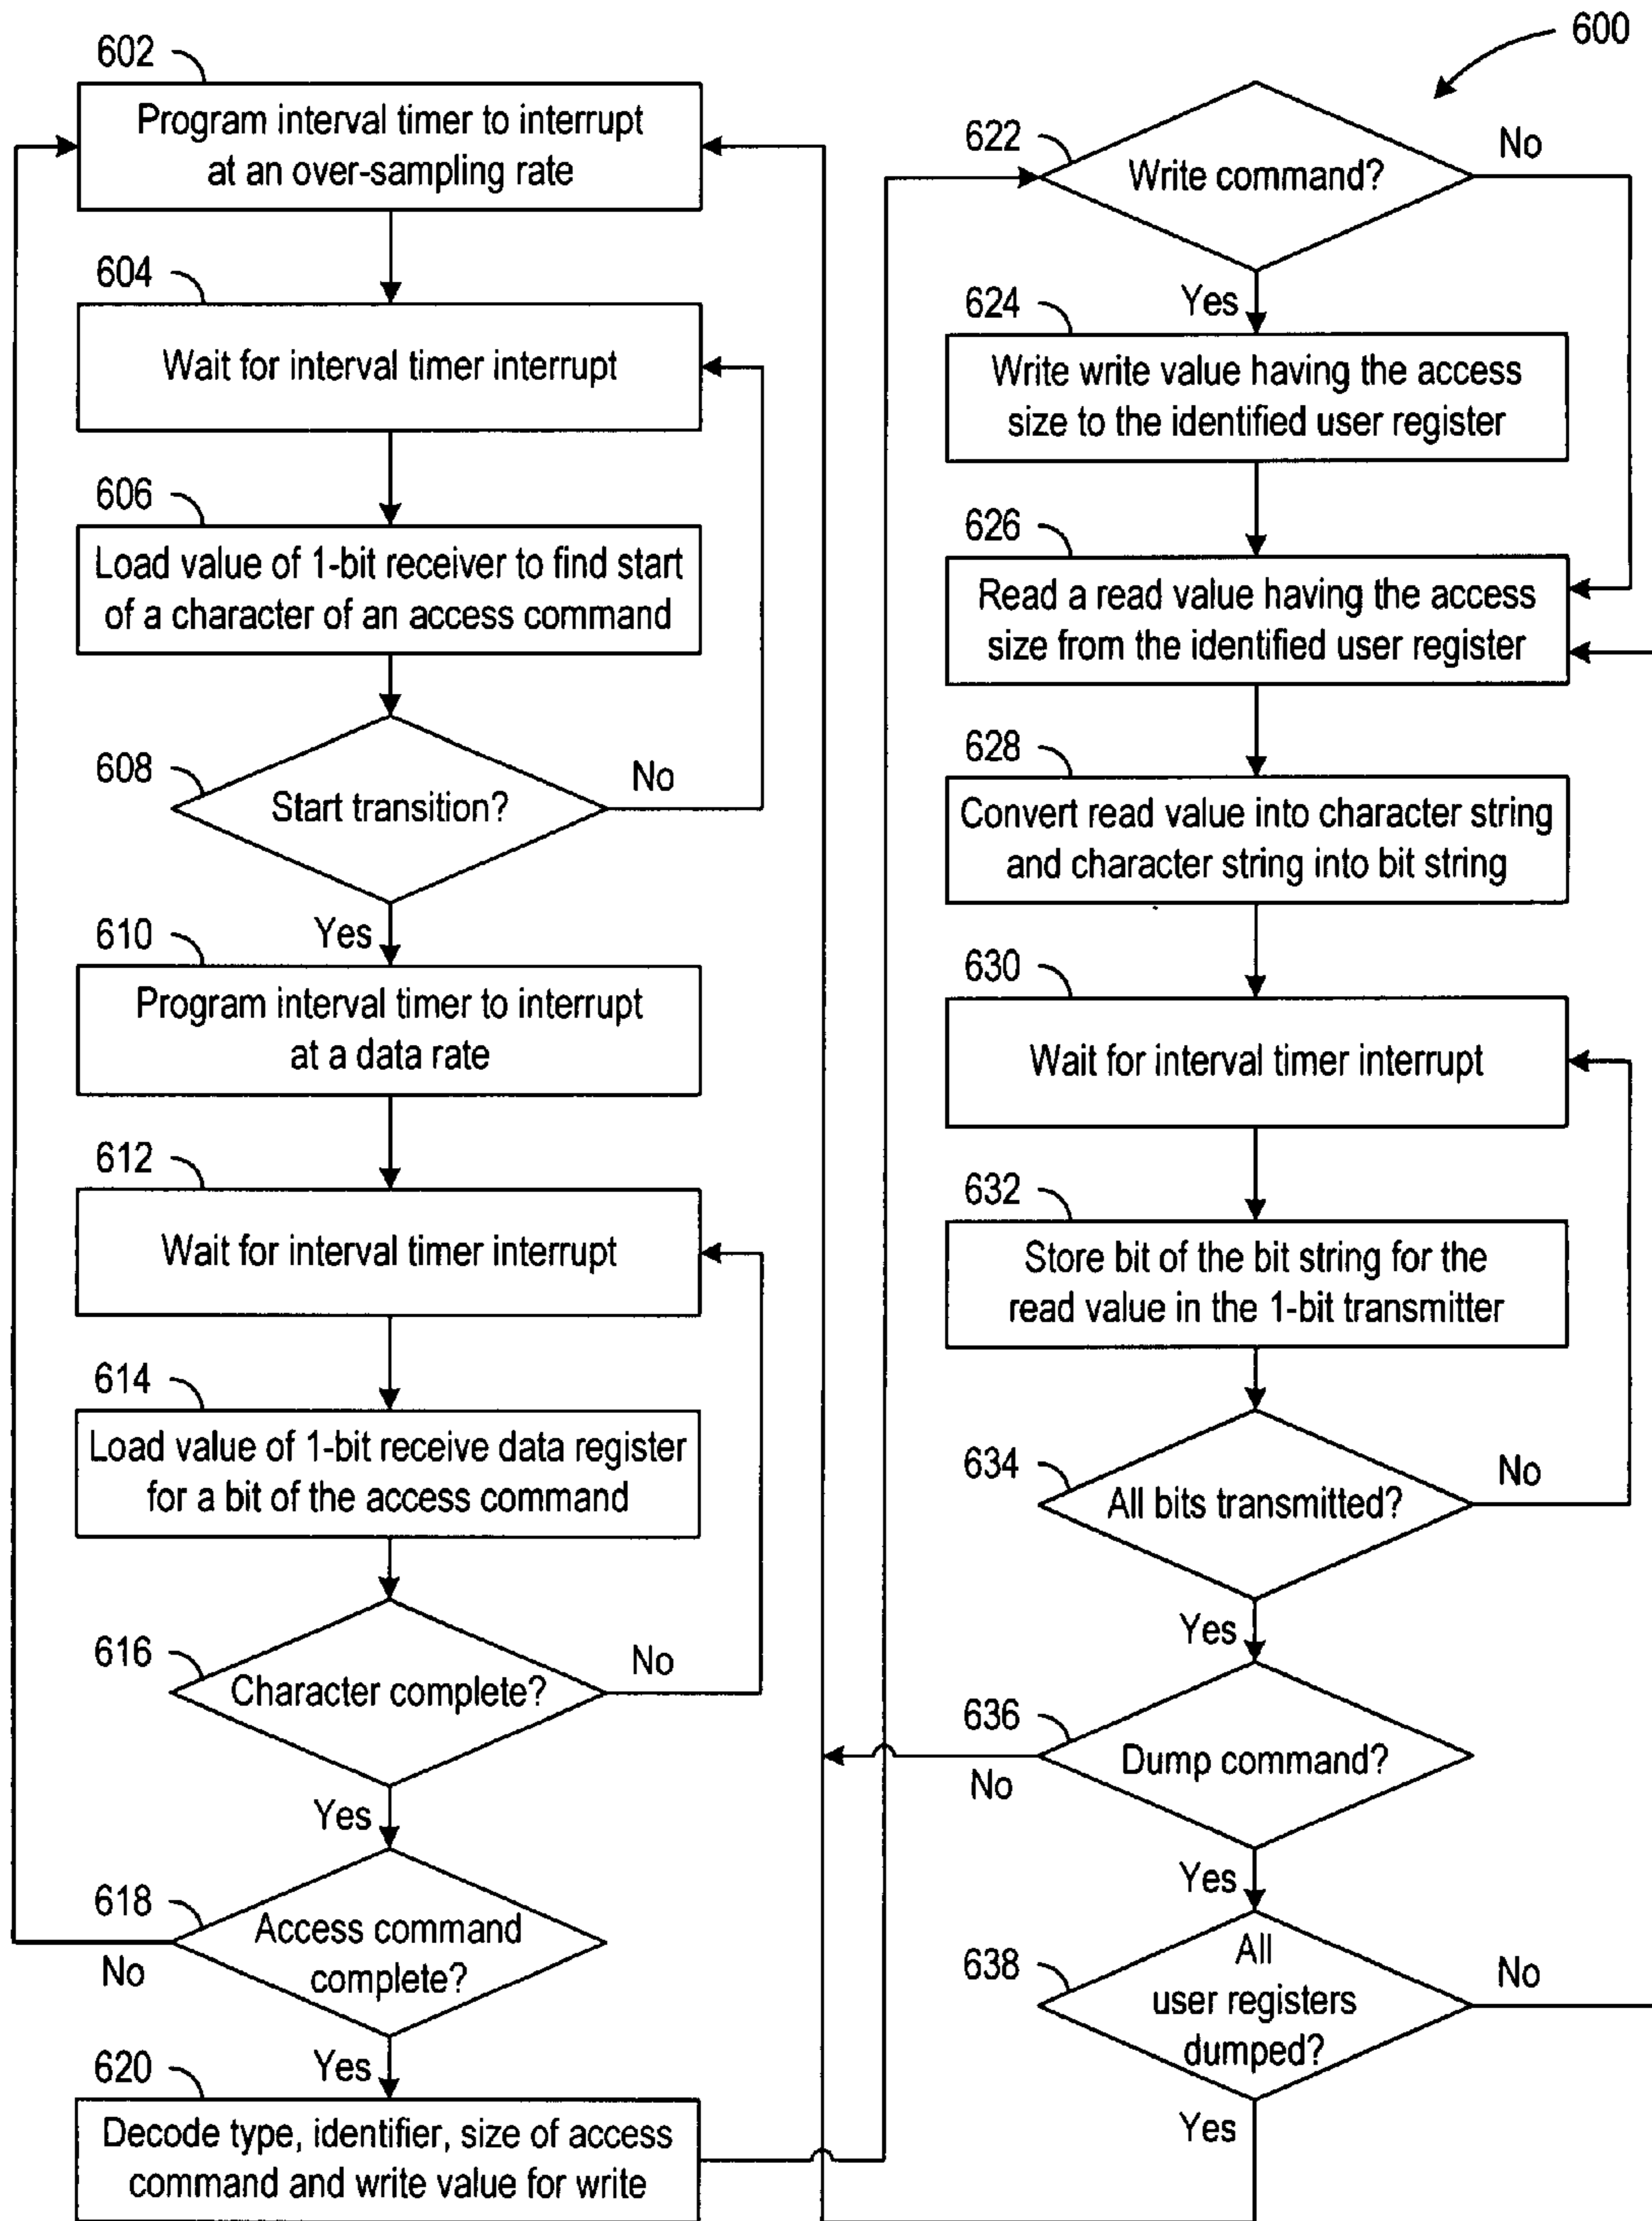 600
602
Program interval timer to interrupt
at an over-sampling rate
604
Wait for interval timer interrupt
606
Load value of 1-bit receiver to find start
of a character of an access command
608
Start transition?
No
Yes
610
Program interval timer to interrupt
at a data rate
612
Wait for interval timer interrupt
614
Load value of 1-bit receive data register
for a bit of the access command
616
Character complete?
No
Yes
618
Access command
complete?
No
Yes
620
Decode type, identifier, size of access
command and write value for write
622
Write command?
No
Yes
624
Write write value having the access
size to the identified user register
626
Read a read value having the access
size from the identified user register
628
Convert read value into character string
and character string into bit string
630
Wait for interval timer interrupt
632
Store bit of the bit string for the
read value in the 1-bit transmitter
634
All bits transmitted?
No
Yes
636
Dump command?
No
Yes
638
All
user registers
dumped?
No
Yes